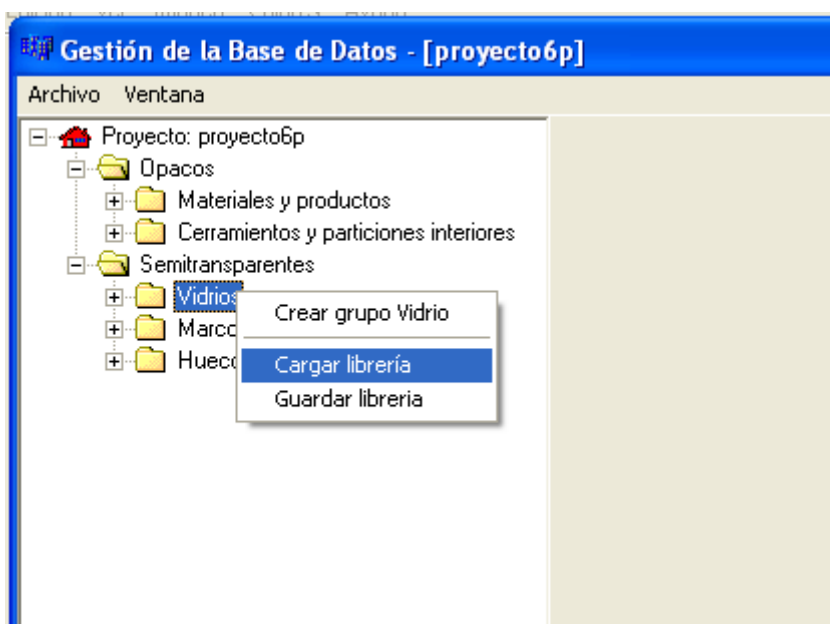 Gestión de la Base de Datos - [proyecto6p]
Archivo Ventana
Proyecto: proyecto6p
Opacos
Materiales y productos
Cerramientos y particiones interiores
Semitransparentes
Vidrios
Crear grupo Vidrio
Marco
Cargar librería
Hueco
Guardar libreria